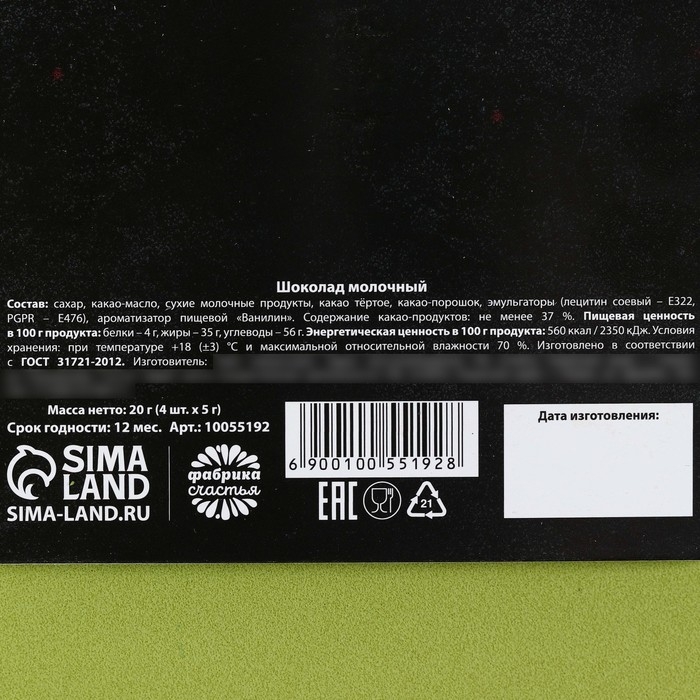 Шоколад молочный
Состав: сахар, какао-масло, сухие молочные продукты, какао тёртое, какао-порошок, эмульгаторы (лецитин соевый – Е322,
PGPR – Е476), ароматизатор пищевой «Ванилин». Содержание какао-продуктов: не менее 37 %. Пищевая ценность
в 100 г продукта: белки – 4 г, жиры – 35 г, углеводы – 56 г. Энергетическая ценность в 100 г продукта: 560 ккал / 2350 кДж. Условия
хранения: при температуре +18 (±3) °С и максимальной относительной влажности 70 %. Изготовлено в соответствии
с ГОСТ 31721-2012. Изготовитель:
Масса нетто: 20 г (4 шт. х 5 г)
Срок годности: 12 мес. Арт.: 10055192
SIMA
LAND
SIMA-LAND.RU
фабрика
счастья
6 900100 551928
EAC
21
Дата изготовления: